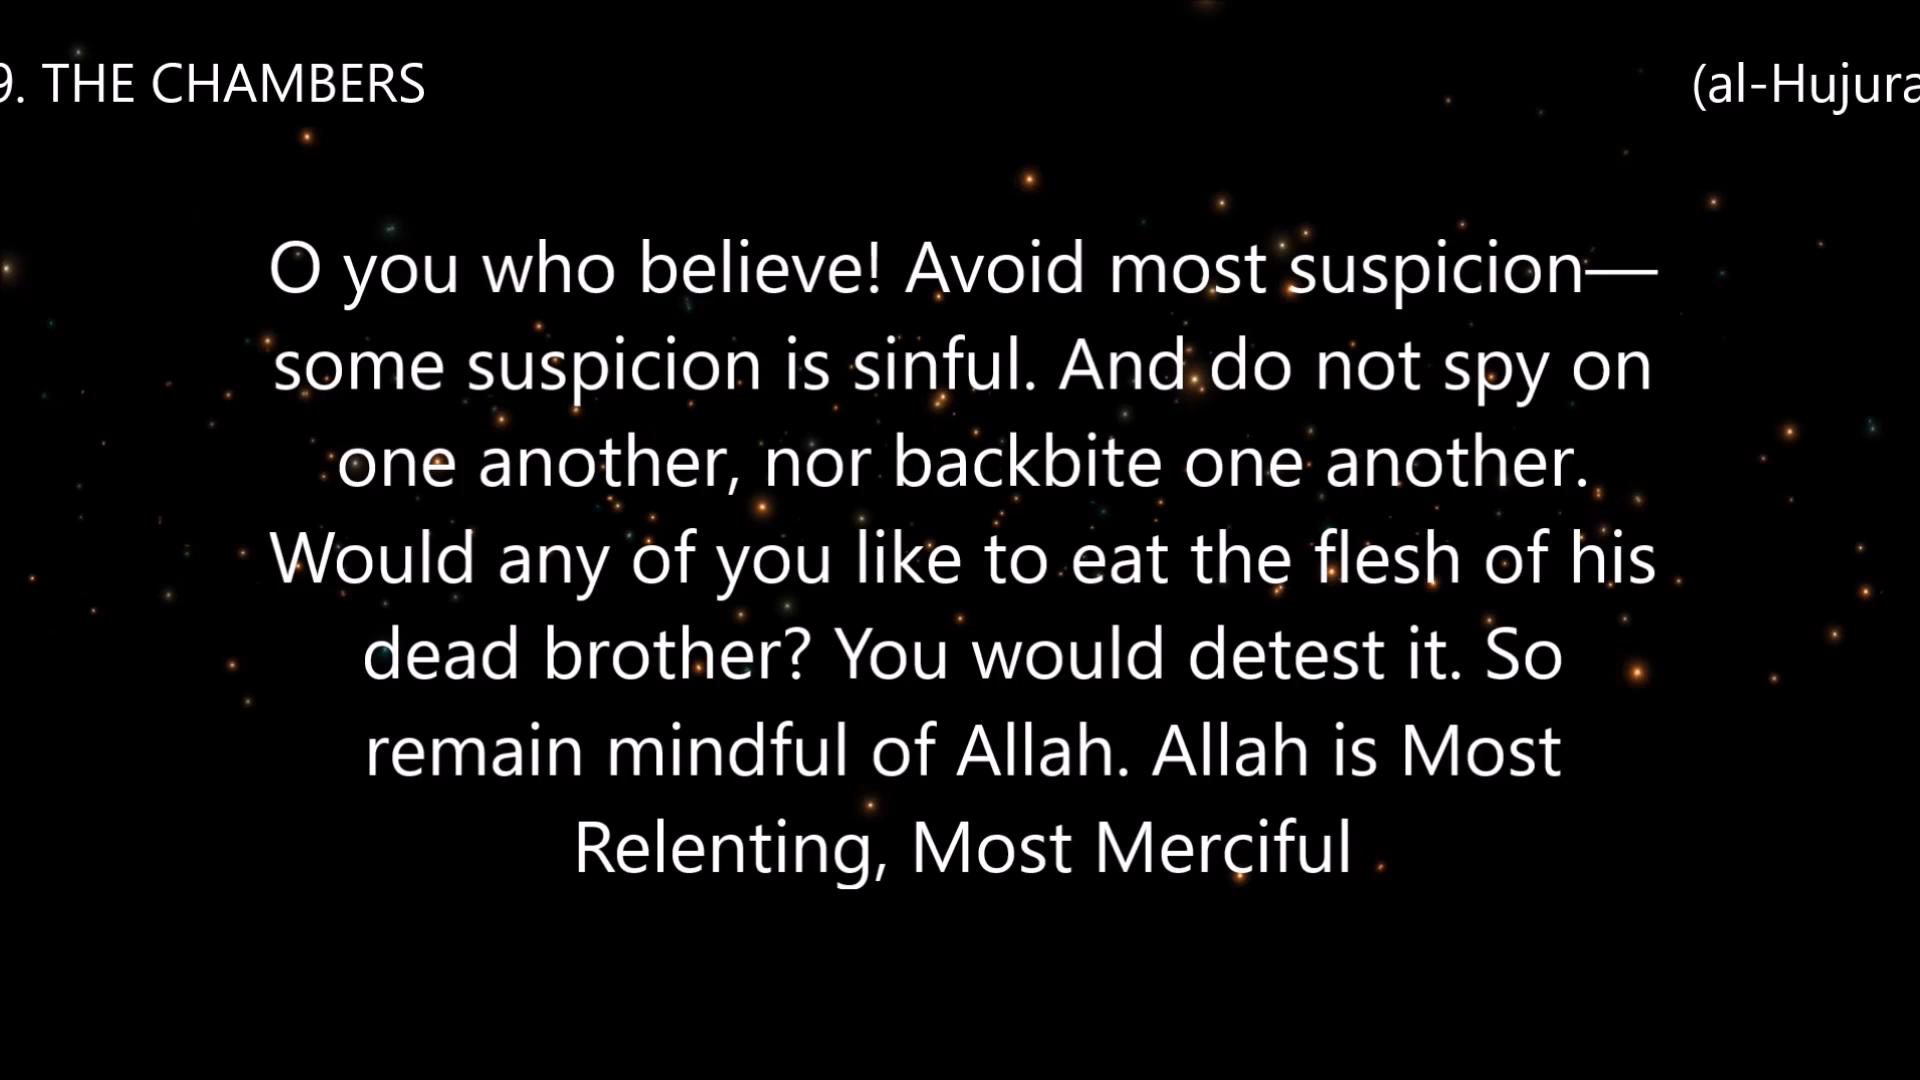 9. THE CHAMBERS
(al-Hujura
O you who believe! Avoid most suspicion—
some suspicion is sinful. And do not spy on
one another, nor backbite one another.
Would any of you like to eat the flesh of his
dead brother? You would detest it. So
remain mindful of Allah. Allah is Most
Relenting, Most Merciful